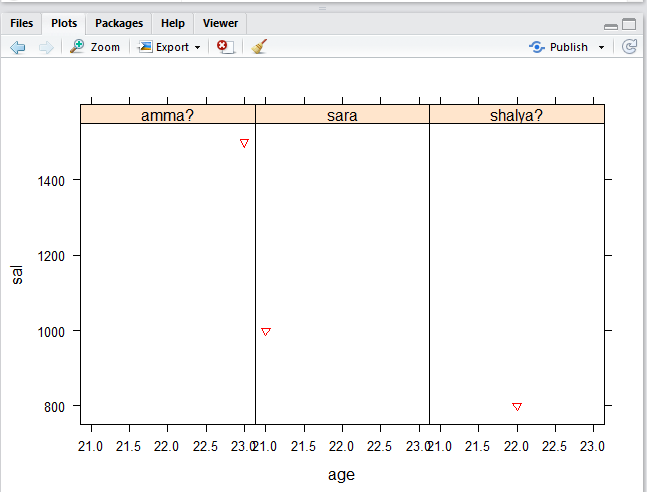 Files Plots Packages Help Viewer
Zoom Export Publish
amma? sara shalya?
1400
1200
1000
800
sal
21.0 21.5 22.0 22.5 23.0 21.0 21.5 22.0 22.5 23.0 21.0 21.5 22.0 22.5 23.0
age